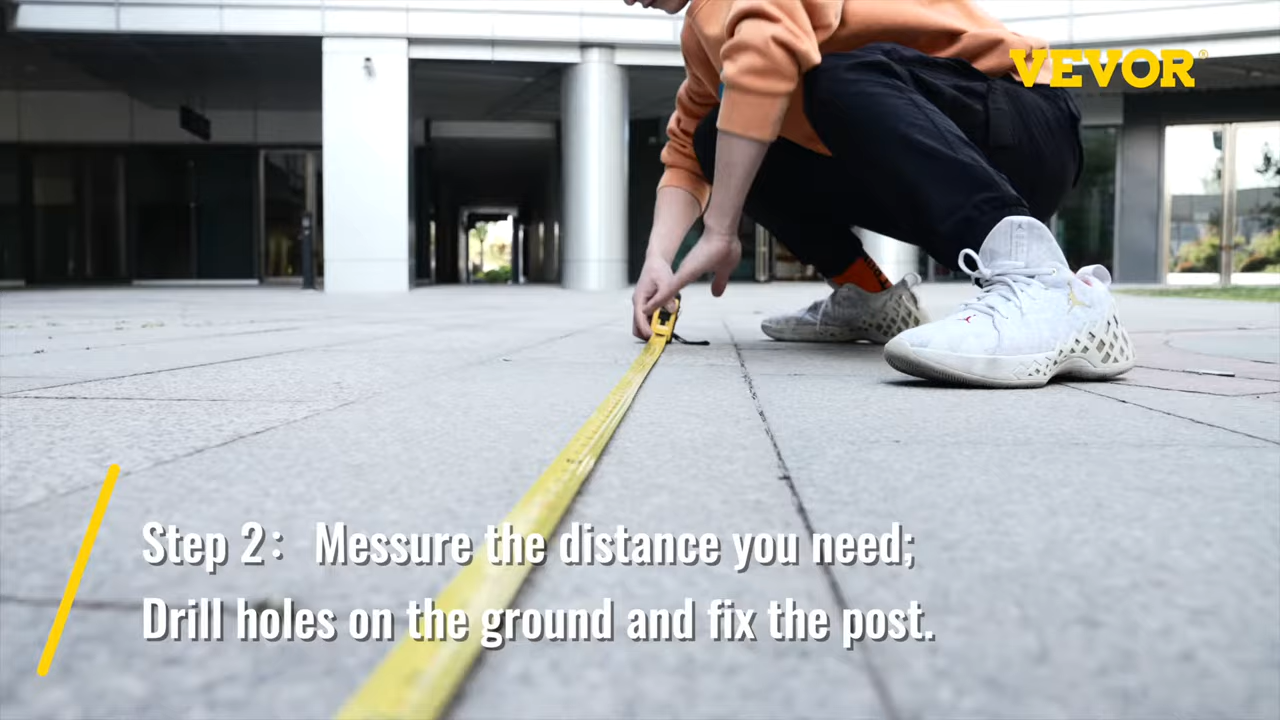 VEVOR®
Step 2： Messure the distance you need;
Drill holes on the ground and fix the post.